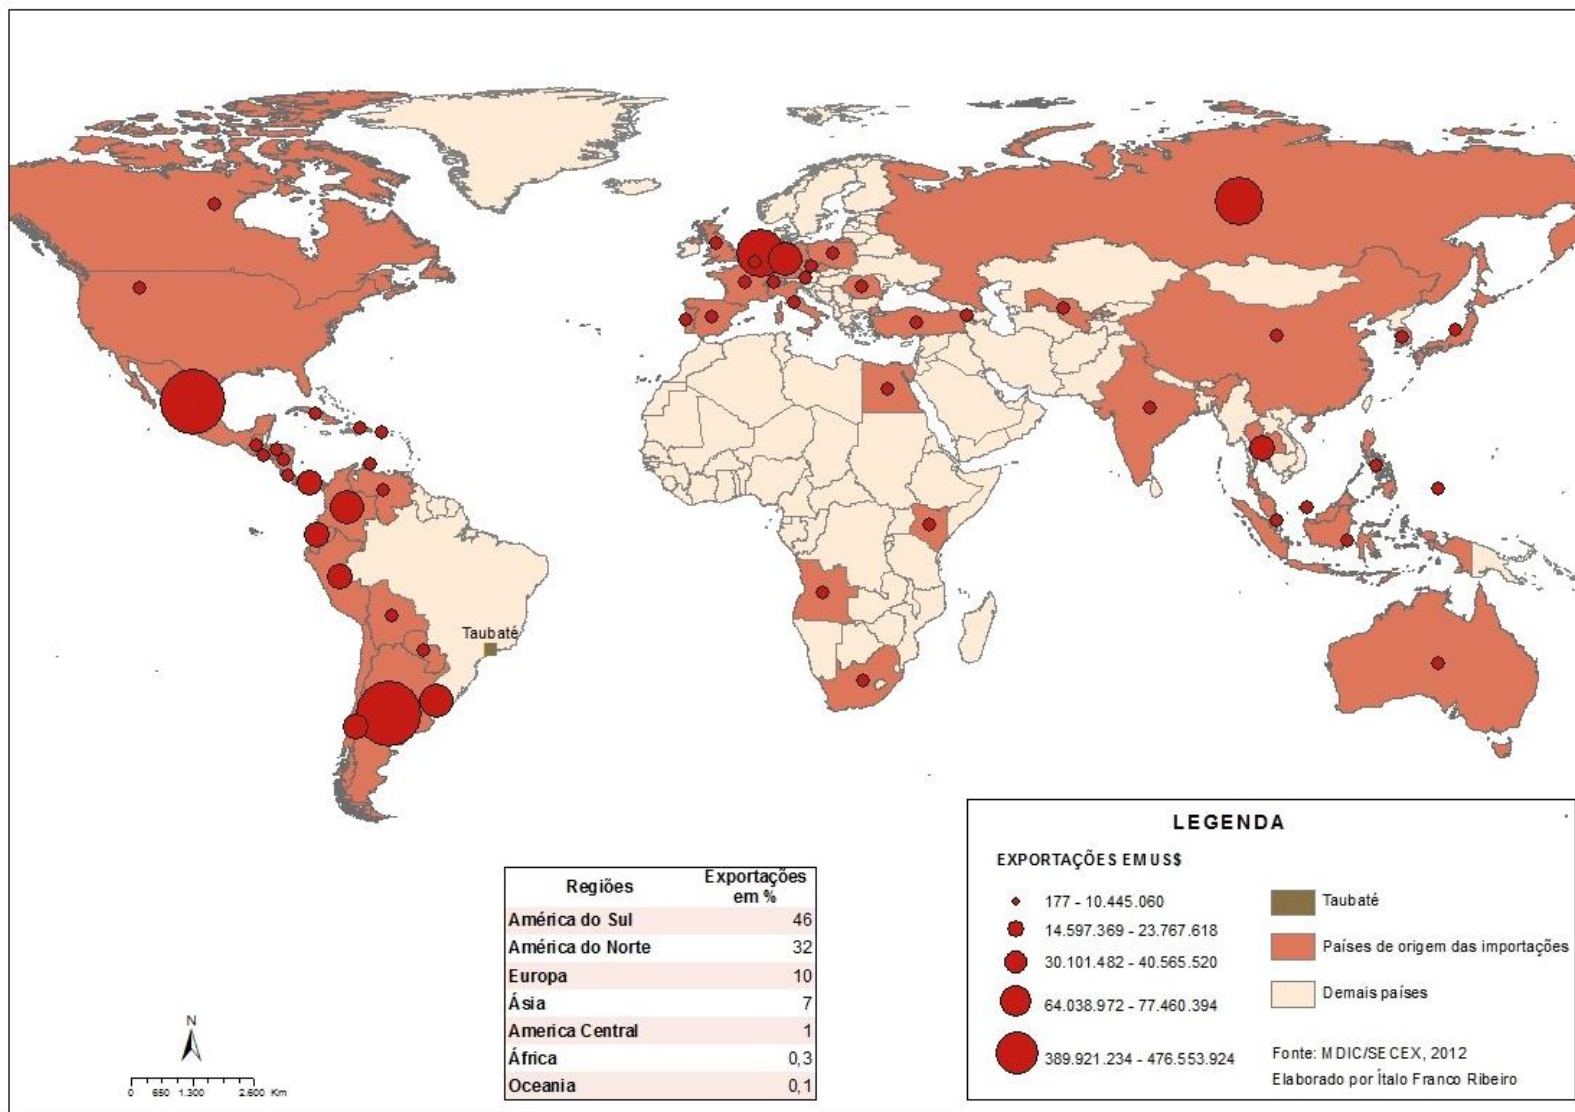 Taubaté
Regiões Exportações em %
América do Sul 46
América do Norte 32
Europa 10
Ásia 7
America Central 1
África 0,3
Oceania 0,1
N
0 650 1.300 2.600 Km
LEGENDA
EXPORTAÇÕES EM US$
177 - 10.445.060
14.597.369 - 23.767.618
30.101.482 - 40.565.520
64.038.972 - 77.460.394
389.921.234 - 476.553.924
Taubaté
Países de origem das importações
Demais países
Fonte: MDIC/SECEX, 2012
Elaborado por Ítalo Franco Ribeiro